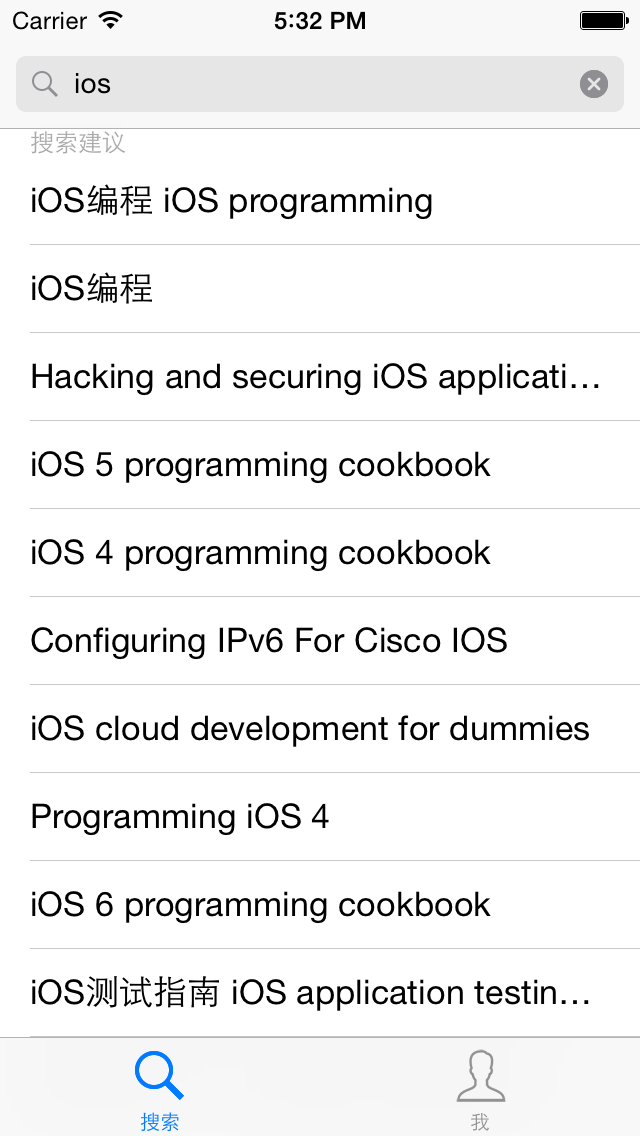 Carrier 5:32 PM
ios
搜索建议
iOS编程 iOS programming
iOS编程
Hacking and securing iOS applicati…
iOS 5 programming cookbook
iOS 4 programming cookbook
Configuring IPv6 For Cisco IOS
iOS cloud development for dummies
Programming iOS 4
iOS 6 programming cookbook
iOS测试指南 iOS application testin…
搜索 我